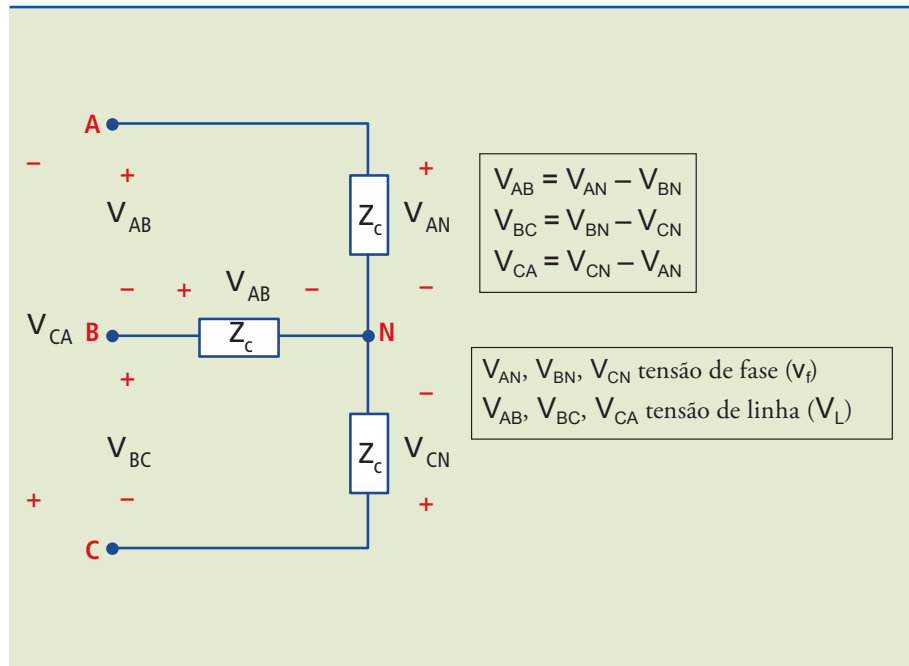 A
− + +
V_AB Z_c V_AN
− + V_AB − −
V_CA B Z_c N
+ −
V_BC Z_c V_CN
+ − +
C
V_AB = V_AN – V_BN
V_BC = V_BN – V_CN
V_CA = V_CN – V_AN
V_AN, V_BN, V_CN tensão de fase (v_f)
V_AB, V_BC, V_CA tensão de linha (V_L)